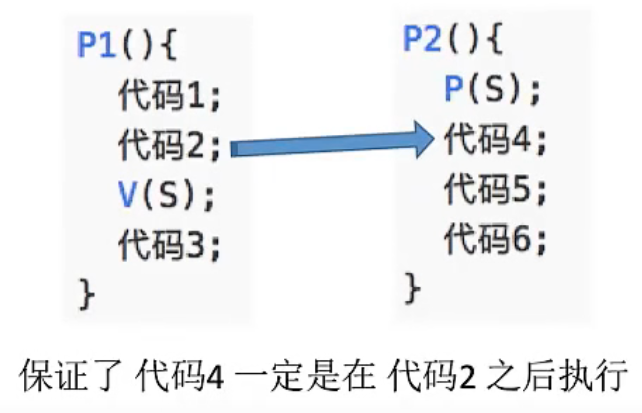 P1(){
代码1;
代码2;
V(S);
代码3;
}
P2(){
P(S);
代码4;
代码5;
代码6;
}
保证了 代码4 一定是在 代码2 之后执行